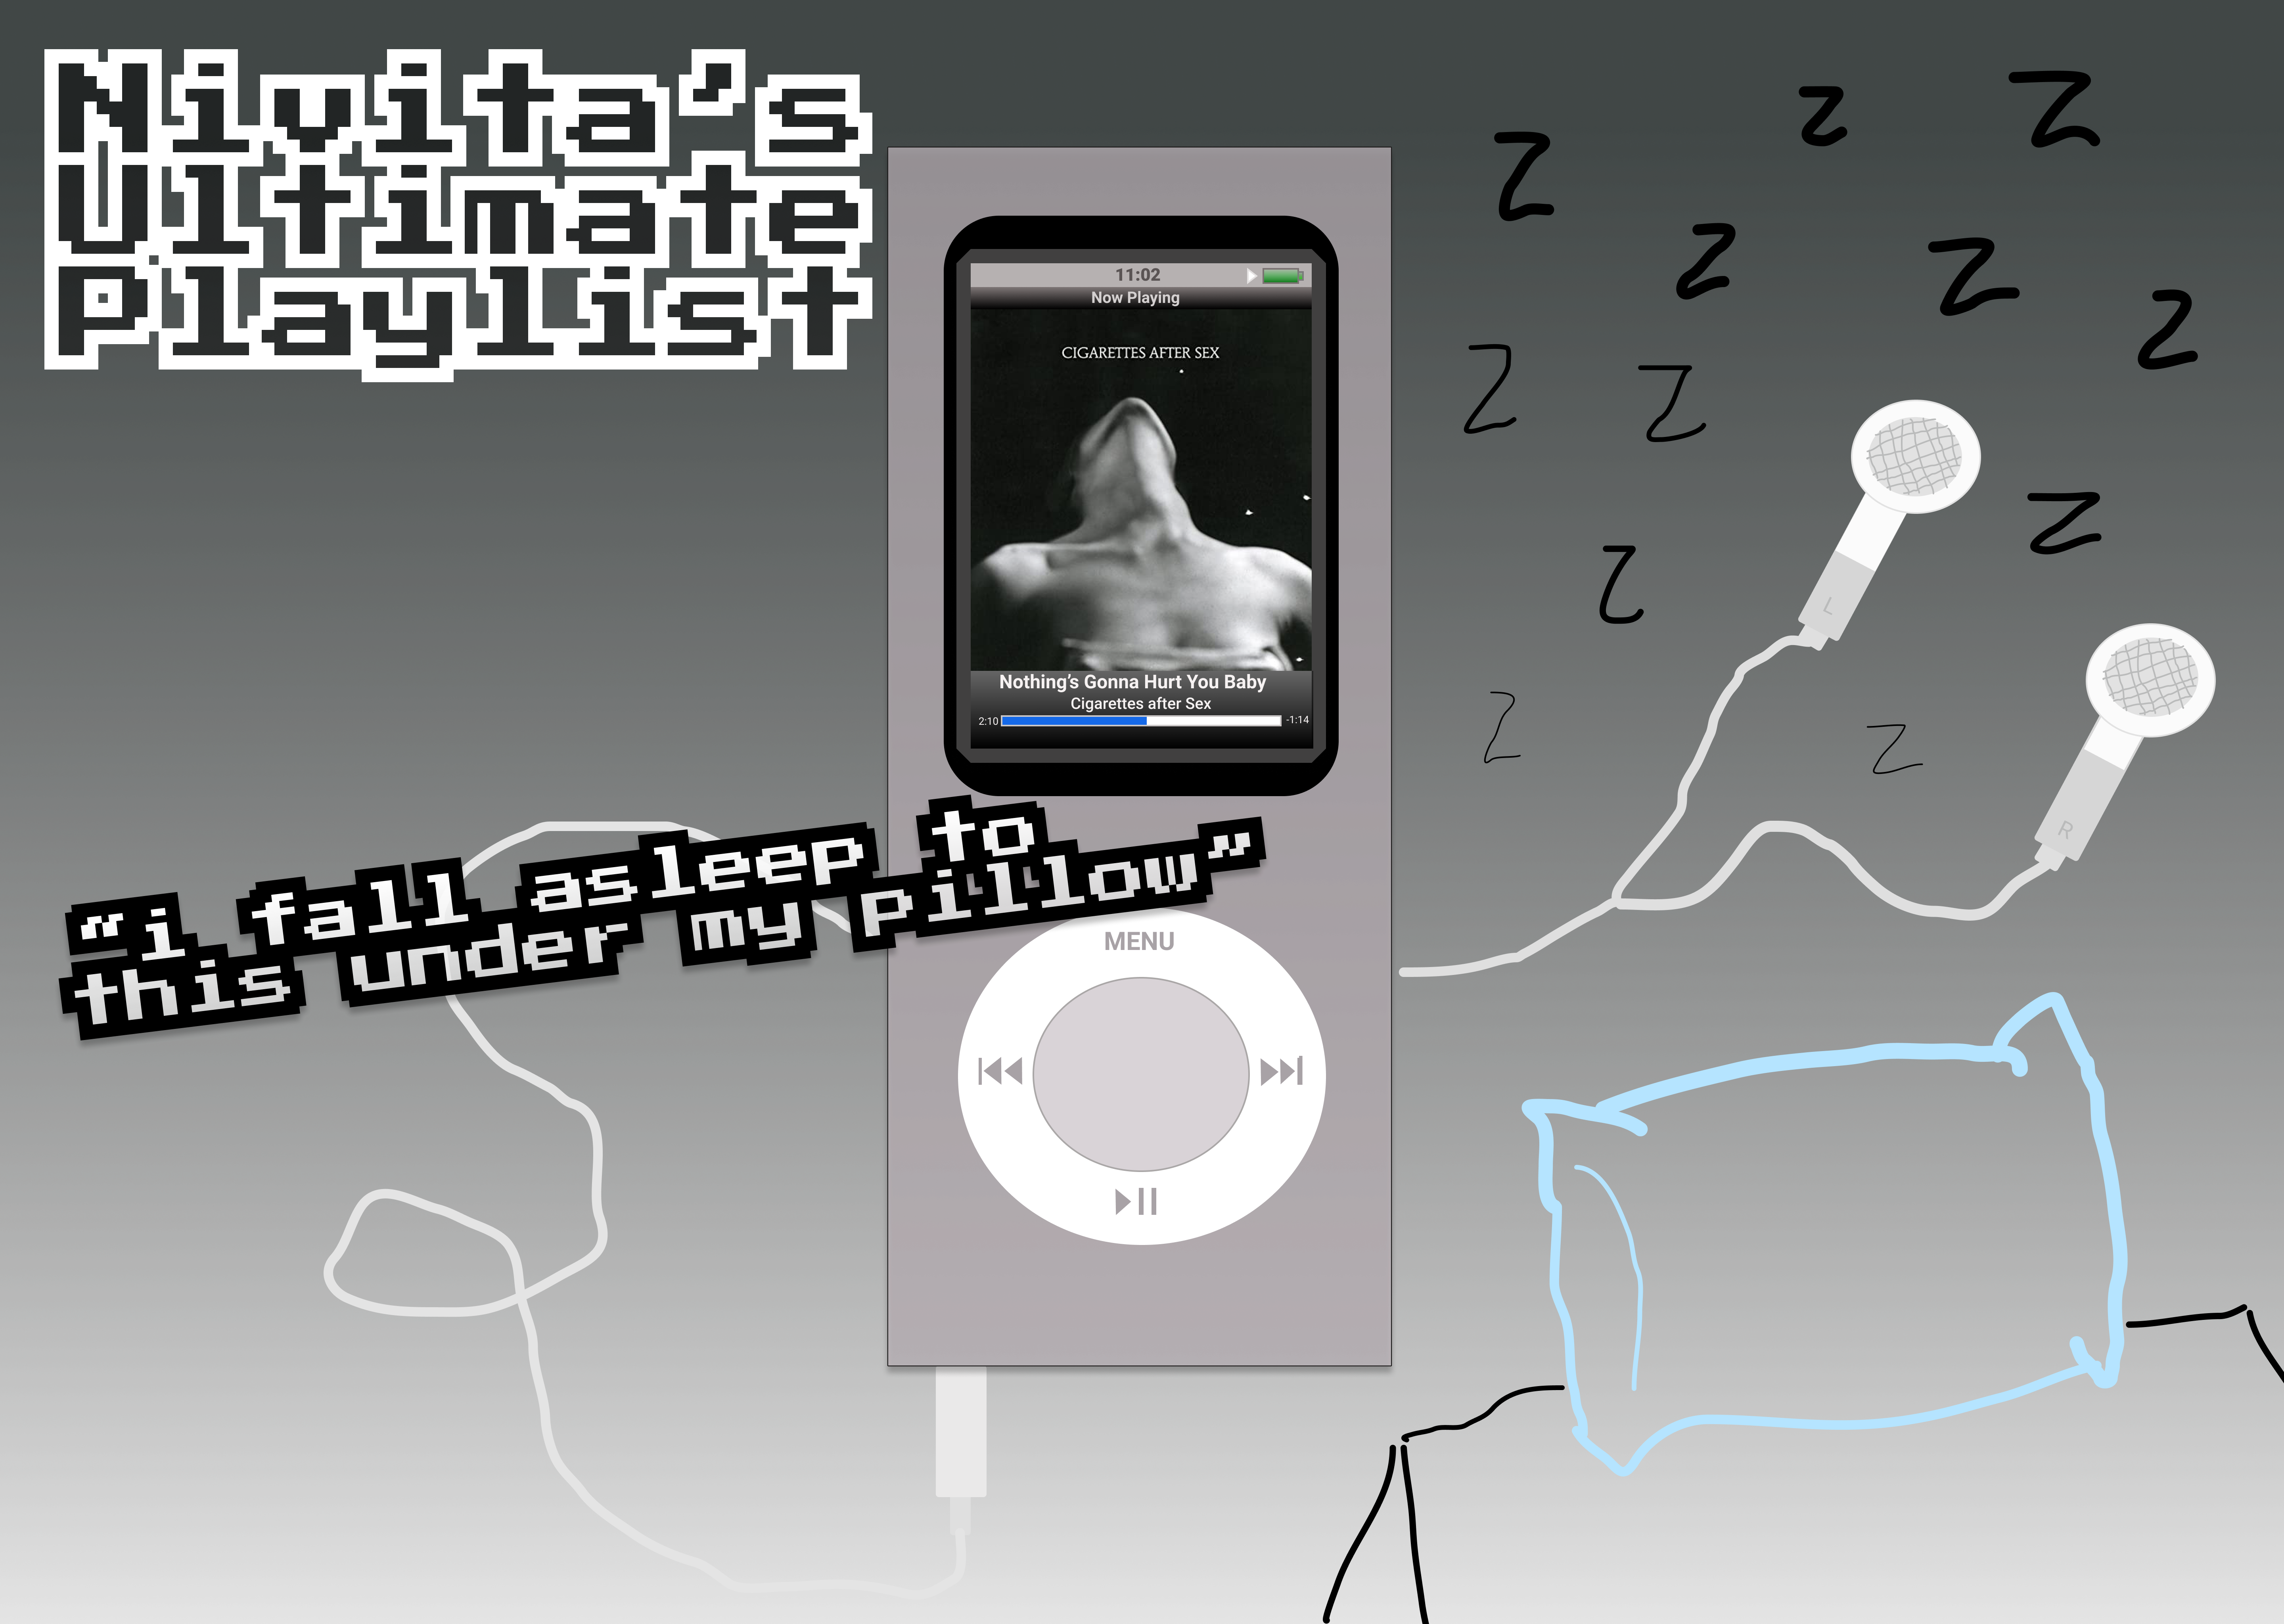 Nivita's
Ultimate
Playlist
11:02
Now Playing
CIGARETTES AFTER SEX
Nothing’s Gonna Hurt You Baby
Cigarettes after Sex
2:10 -1:14
"i fall asleep to
this under my pillow"
MENU
z z z
z z z
z z
z
z
z
z
L
R